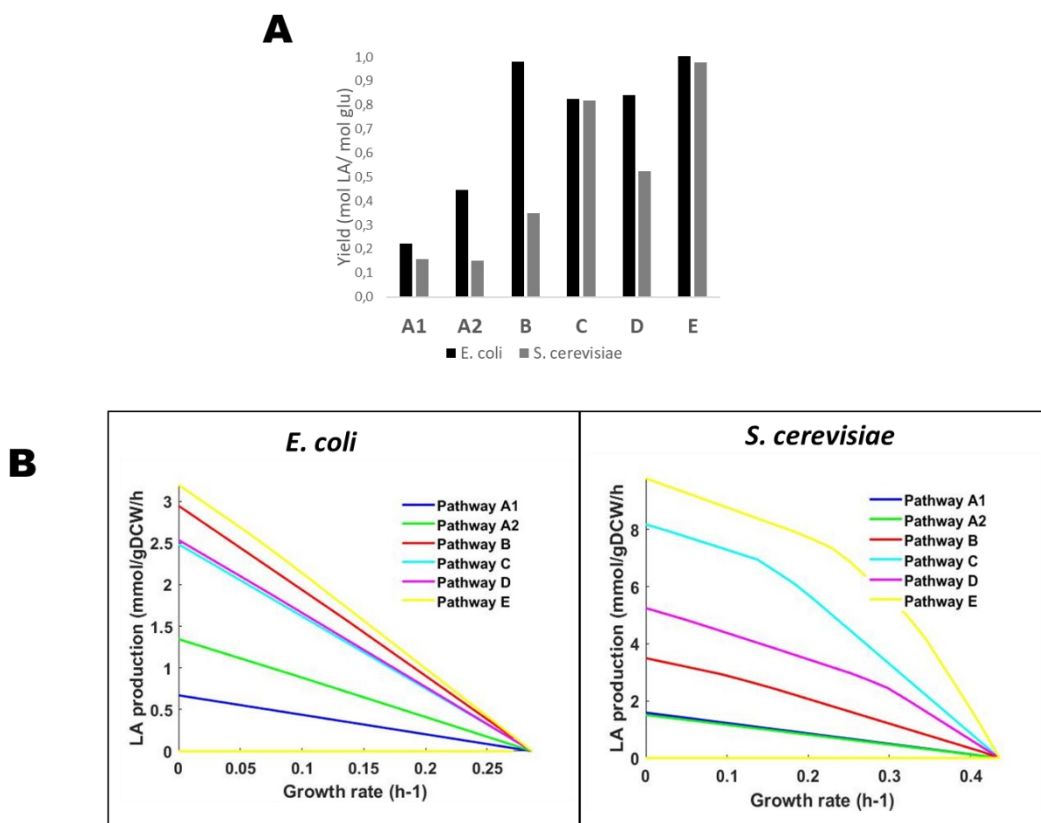 A
Yield (mol LA/ mol glu)
1,0
0,9
0,8
0,7
0,6
0,5
0,4
0,3
0,2
0,1
0,0
A1 A2 B C D E
E. coli S. cerevisiae
B
E. coli
LA production (mmol/gDCW/h)
3
2.5
2
1.5
1
0.5
0
Pathway A1
Pathway A2
Pathway B
Pathway C
Pathway D
Pathway E
0 0.05 0.1 0.15 0.2 0.25
Growth rate (h-1)
S. cerevisiae
LA production (mmol/gDCW/h)
8
6
4
2
0
Pathway A1
Pathway A2
Pathway B
Pathway C
Pathway D
Pathway E
0 0.1 0.2 0.3 0.4
Growth rate (h-1)